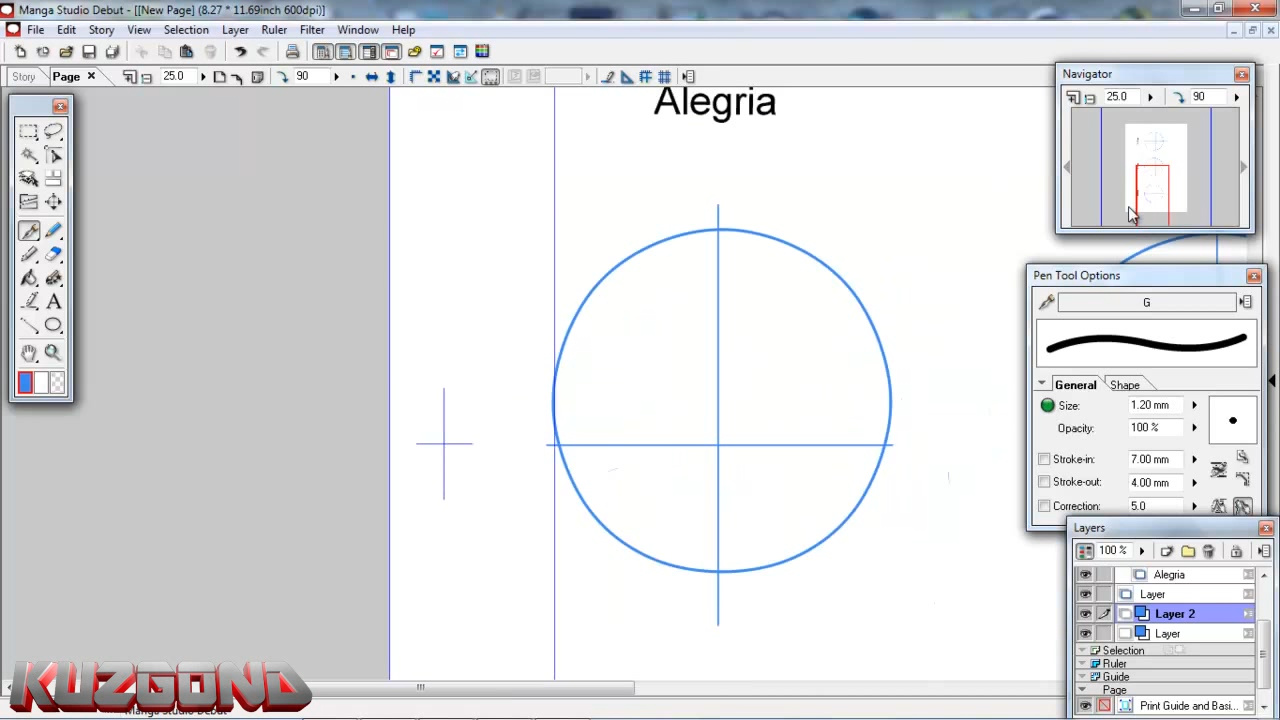 Manga Studio Debut - [[New Page] (8.27 * 11.69inch 600dpi)]
File Edit Story View Selection Layer Ruler Filter Window Help
Story Page 25.0 90
Alegria
Navigator
25.0 90
Pen Tool Options
G
General Shape
Size: 1.20 mm
Opacity: 100 %
Stroke-in: 7.00 mm
Stroke-out: 4.00 mm
Correction: 5.0
Layers
100 %
Alegria
Layer
Layer 2
Layer
Selection
Ruler
Guide
Page
Print Guide and Basi...
A
KUZGOND
Manga Studio Debut